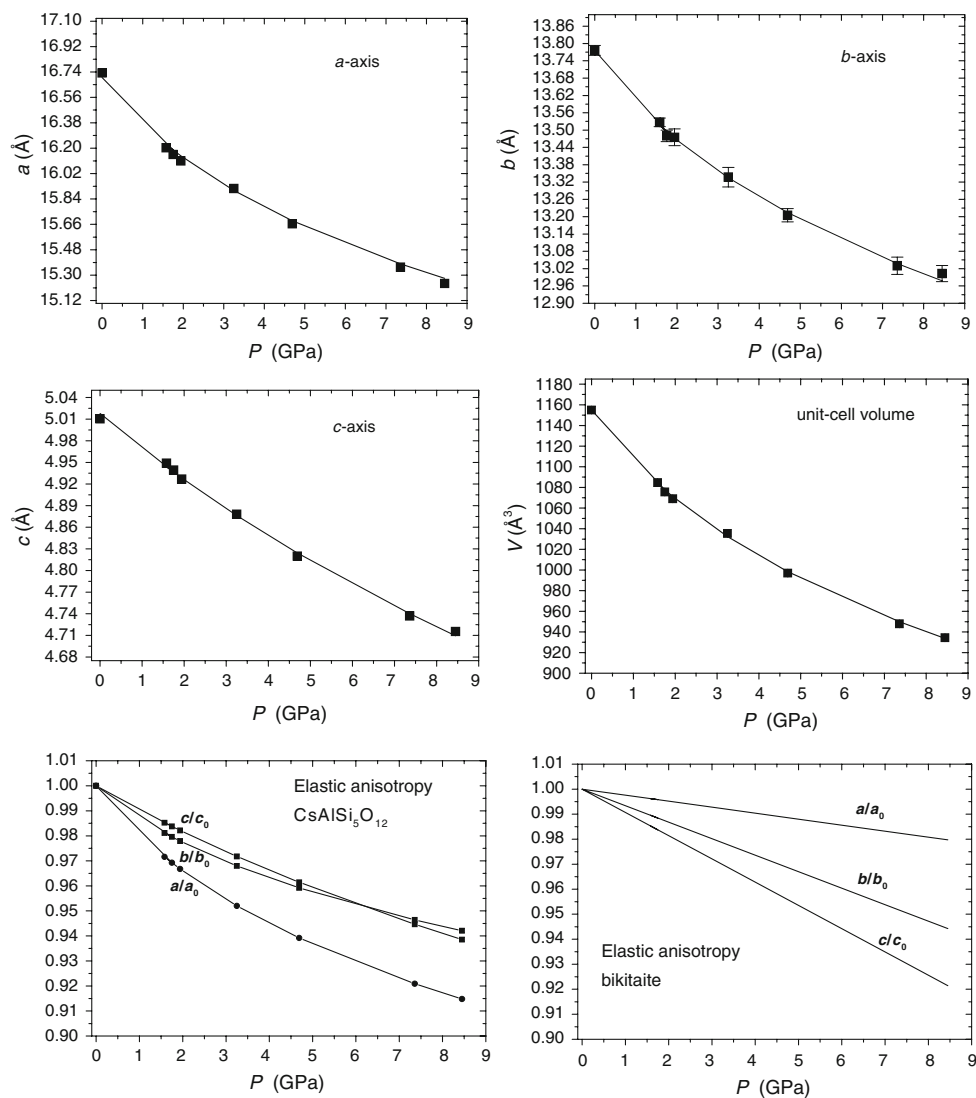 17.10
16.92
16.74
16.56
16.38
16.20
16.02
15.84
15.66
15.48
15.30
15.12
a (Å)
a-axis
0 1 2 3 4 5 6 7 8 9
P (GPa)
13.86
13.80
13.74
13.68
13.62
13.56
13.50
13.44
13.38
13.32
13.26
13.20
13.14
13.08
13.02
12.96
12.90
b (Å)
b-axis
0 1 2 3 4 5 6 7 8 9
P (GPa)
5.04
5.01
4.98
4.95
4.92
4.89
4.86
4.83
4.80
4.77
4.74
4.71
4.68
c (Å)
c-axis
0 1 2 3 4 5 6 7 8 9
P (GPa)
1160
1140
1120
1100
1080
1060
1040
1020
1000
980
960
940
920
900
V (Å³)
unit-cell volume
0 1 2 3 4 5 6 7 8 9
P (GPa)
1.01
1.00
0.99
0.98
0.97
0.96
0.95
0.94
0.93
0.92
0.91
0.90
Elastic anisotropy
CsAlSi₅O₁₂
c/c₀
b/b₀
a/a₀
0 1 2 3 4 5 6 7 8 9
P (GPa)
1.01
1.00
0.99
0.98
0.97
0.96
0.95
0.94
0.93
0.92
0.91
0.90
a/a₀
b/b₀
c/c₀
Elastic anisotropy
bikitaite
0 1 2 3 4 5 6 7 8 9
P (GPa)